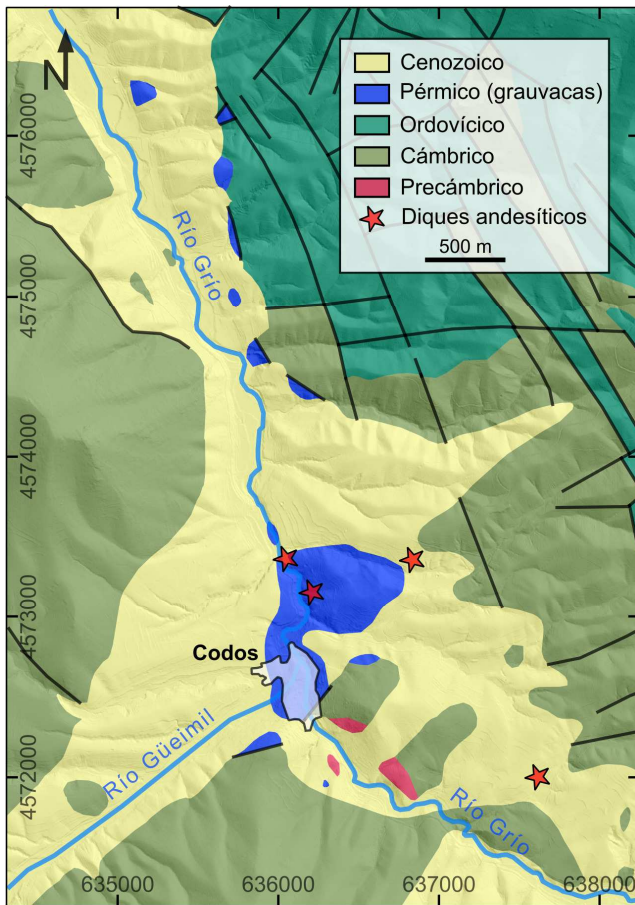 N
Cenozoico
Pérmico (grauvacas)
Ordovícico
Cámbrico
Precámbrico
Diques andesíticos
500 m
4576000
4575000
4574000
4573000
4572000
Río Grío
Codos
Río Güeimil
Río Grío
635000
636000
637000
638000